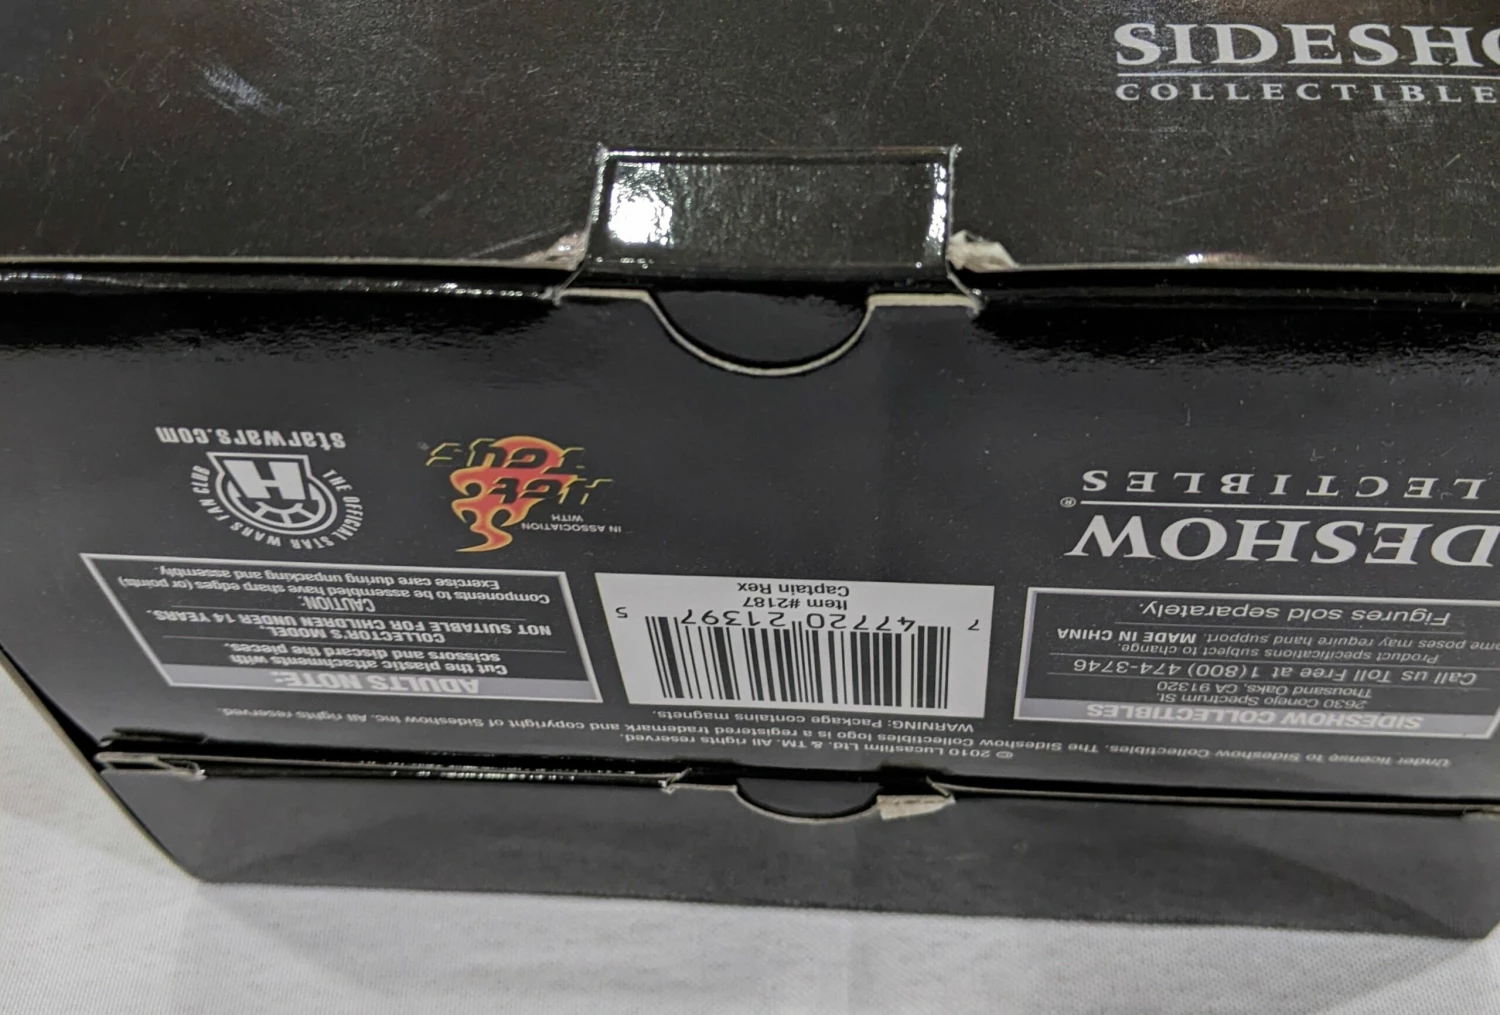 SIDESHO
COLLECTIBLE
DESHOW
LECTIBLES®
IN ASSOCIATION
WITH
HOT
TOYS
THE OFFICIAL STAR WARS FAN CLUB
H
starwars.com
© 2010 Lucasfilm Ltd. & TM. All rights reserved.
Under license to Sideshow Collectibles. The Sideshow Collectibles logo is a registered trademark and copyright of Sideshow Inc. All rights reserved.
WARNING: Package contains magnets.
SIDESHOW COLLECTIBLES
2630 Conejo Spectrum St.
Thousand Oaks, CA 91320
Call us Toll Free at 1(800) 474-3746
Product specifications subject to change.
ome poses may require hand support. MADE IN CHINA
Figures sold separately.
7 47720 21397 5
Item #2187
Captain Rex
ADULTS NOTE:
Cut the plastic attachments with
scissors and discard the pieces.
COLLECTOR'S MODEL,
NOT SUITABLE FOR CHILDREN UNDER 14 YEARS.
CAUTION:
Components to be assembled have sharp edges (or points)
Exercise care during unpacking and assembly.